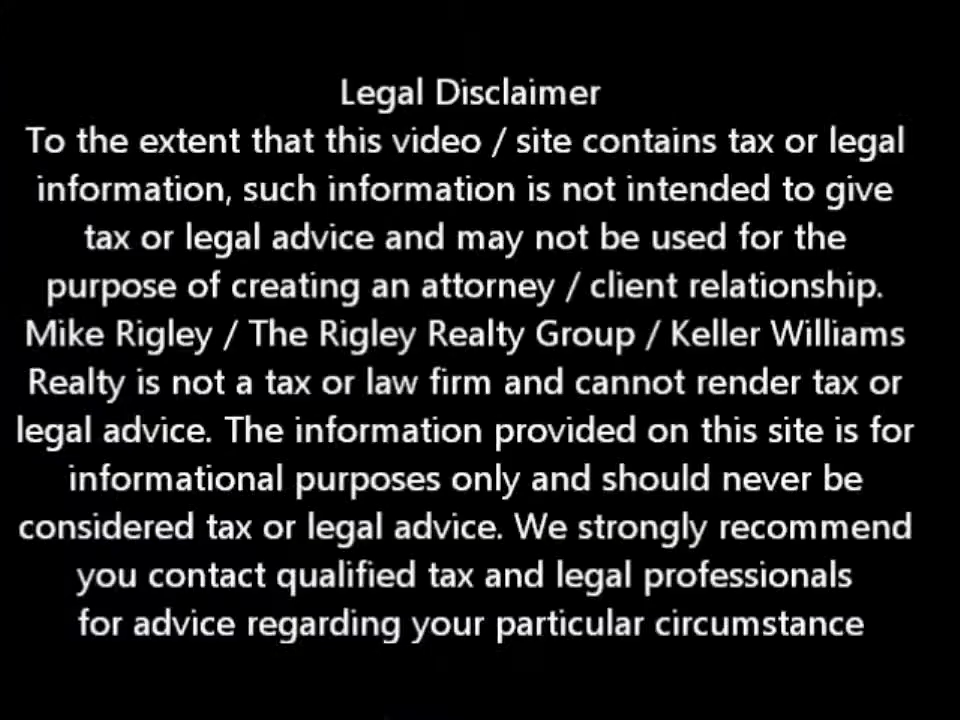 Legal Disclaimer
To the extent that this video / site contains tax or legal
information, such information is not intended to give
tax or legal advice and may not be used for the
purpose of creating an attorney / client relationship.
Mike Rigley / The Rigley Realty Group / Keller Williams
Realty is not a tax or law firm and cannot render tax or
legal advice. The information provided on this site is for
informational purposes only and should never be
considered tax or legal advice. We strongly recommend
you contact qualified tax and legal professionals
for advice regarding your particular circumstance